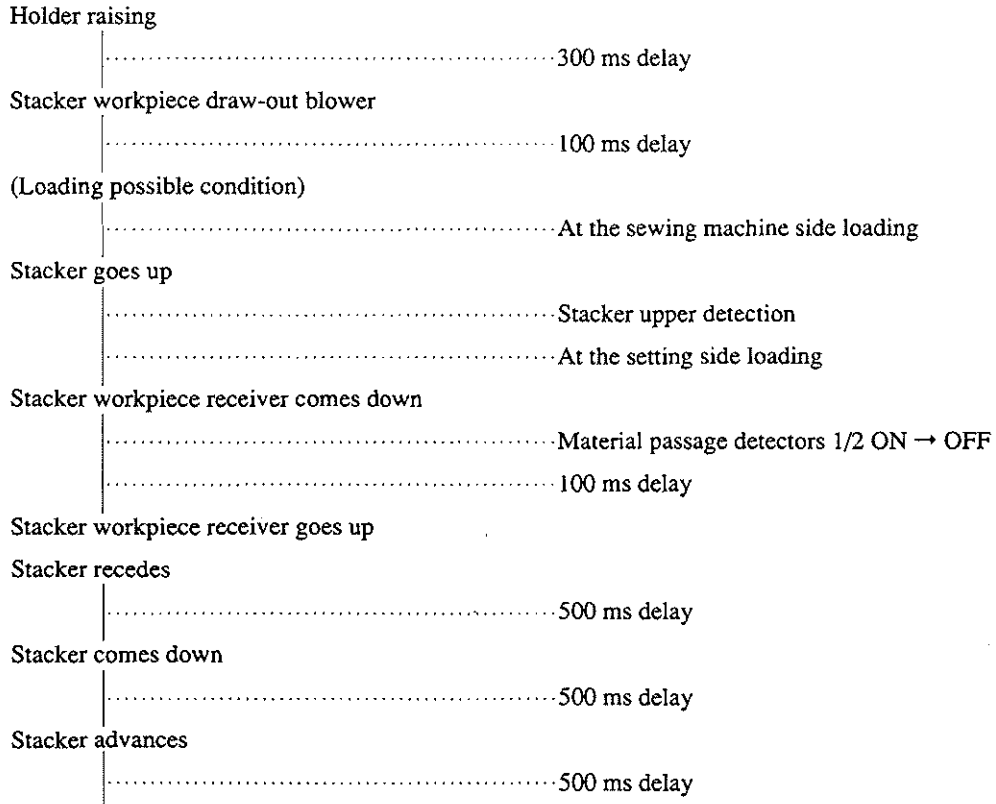 Holder raising
300 ms delay
Stacker workpiece draw-out blower
100 ms delay
(Loading possible condition)
At the sewing machine side loading
Stacker goes up
Stacker upper detection
At the setting side loading
Stacker workpiece receiver comes down
Material passage detectors 1/2 ON → OFF
100 ms delay
Stacker workpiece receiver goes up
Stacker recedes
500 ms delay
Stacker comes down
500 ms delay
Stacker advances
500 ms delay